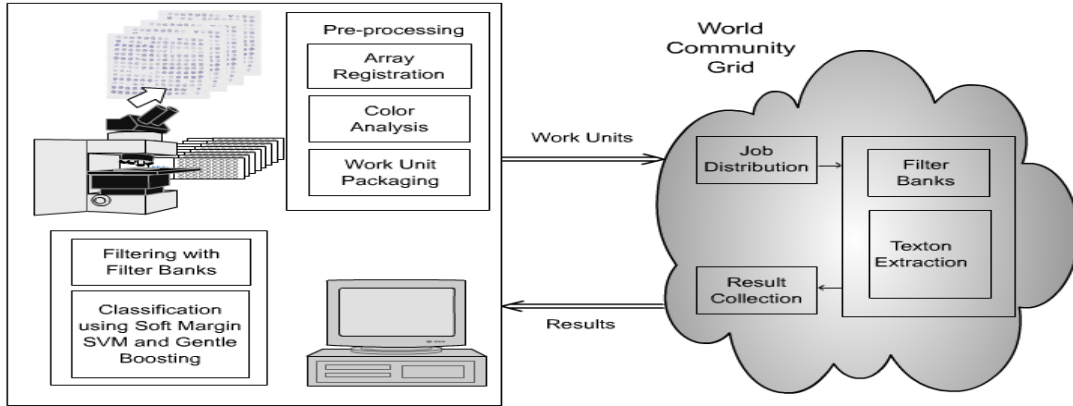 Pre-processing
Array
Registration
Color
Analysis
Work Unit
Packaging
Filtering with
Filter Banks
Classification
using Soft Margin
SVM and Gentle
Boosting
Work Units
Results
World
Community
Grid
Job
Distribution
Filter
Banks
Texton
Extraction
Result
Collection